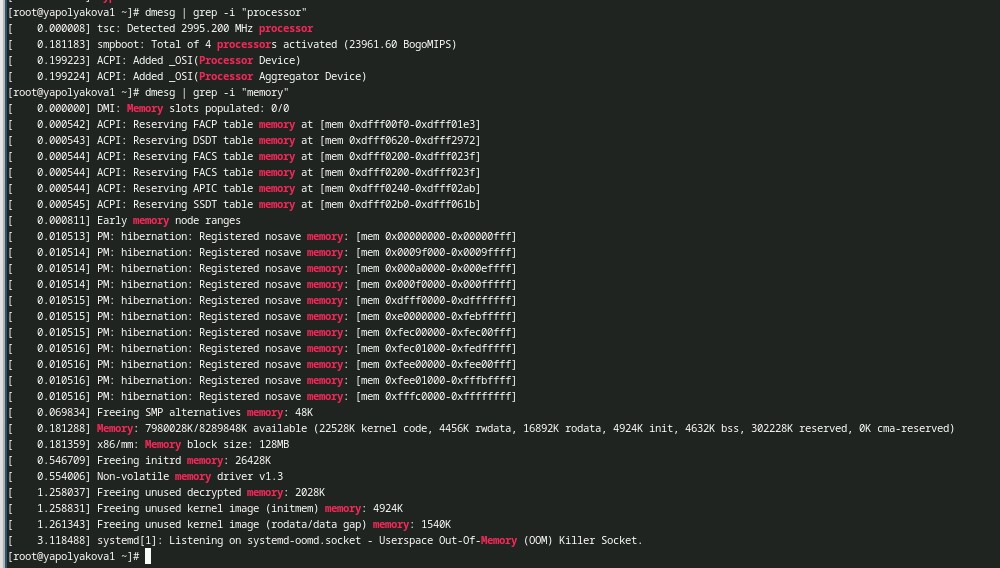 [root@yapolyakova1 ~]# dmesg | grep -i "processor"
[    0.000008] tsc: Detected 2995.200 MHz processor
[    0.181183] smpboot: Total of 4 processors activated (23961.60 BogoMIPS)
[    0.199223] ACPI: Added _OSI(Processor Device)
[    0.199224] ACPI: Added _OSI(Processor Aggregator Device)
[root@yapolyakova1 ~]# dmesg | grep -i "memory"
[    0.000000] DMI: Memory slots populated: 0/0
[    0.000542] ACPI: Reserving FACP table memory at [mem 0xdfff00f0-0xdfff01e3]
[    0.000543] ACPI: Reserving DSDT table memory at [mem 0xdfff0620-0xdfff2972]
[    0.000544] ACPI: Reserving FACS table memory at [mem 0xdfff0200-0xdfff023f]
[    0.000544] ACPI: Reserving FACS table memory at [mem 0xdfff0200-0xdfff023f]
[    0.000544] ACPI: Reserving APIC table memory at [mem 0xdfff0240-0xdfff02ab]
[    0.000545] ACPI: Reserving SSDT table memory at [mem 0xdfff02b0-0xdfff061b]
[    0.000811] Early memory node ranges
[    0.010513] PM: hibernation: Registered nosave memory: [mem 0x00000000-0x00000fff]
[    0.010514] PM: hibernation: Registered nosave memory: [mem 0x0009f000-0x0009ffff]
[    0.010514] PM: hibernation: Registered nosave memory: [mem 0x000a0000-0x000effff]
[    0.010514] PM: hibernation: Registered nosave memory: [mem 0x000f0000-0x000fffff]
[    0.010515] PM: hibernation: Registered nosave memory: [mem 0xdfff0000-0xdfffffff]
[    0.010515] PM: hibernation: Registered nosave memory: [mem 0xe0000000-0xfebfffff]
[    0.010515] PM: hibernation: Registered nosave memory: [mem 0xfec00000-0xfec00fff]
[    0.010516] PM: hibernation: Registered nosave memory: [mem 0xfec01000-0xfedfffff]
[    0.010516] PM: hibernation: Registered nosave memory: [mem 0xfee00000-0xfee00fff]
[    0.010516] PM: hibernation: Registered nosave memory: [mem 0xfee01000-0xfffbffff]
[    0.010516] PM: hibernation: Registered nosave memory: [mem 0xfffc0000-0xffffffff]
[    0.069834] Freeing SMP alternatives memory: 48K
[    0.181288] Memory: 7980028K/8289848K available (22528K kernel code, 4456K rwdata, 16892K rodata, 4924K init, 4632K bss, 302228K reserved, 0K cma-reserved)
[    0.181359] x86/mm: Memory block size: 128MB
[    0.546709] Freeing initrd memory: 26428K
[    0.554006] Non-volatile memory driver v1.3
[    1.258037] Freeing unused decrypted memory: 2028K
[    1.258831] Freeing unused kernel image (initmem) memory: 4924K
[    1.261343] Freeing unused kernel image (rodata/data gap) memory: 1540K
[    3.118488] systemd[1]: Listening on systemd-oomd.socket - Userspace Out-Of-Memory (OOM) Killer Socket.
[root@yapolyakova1 ~]#